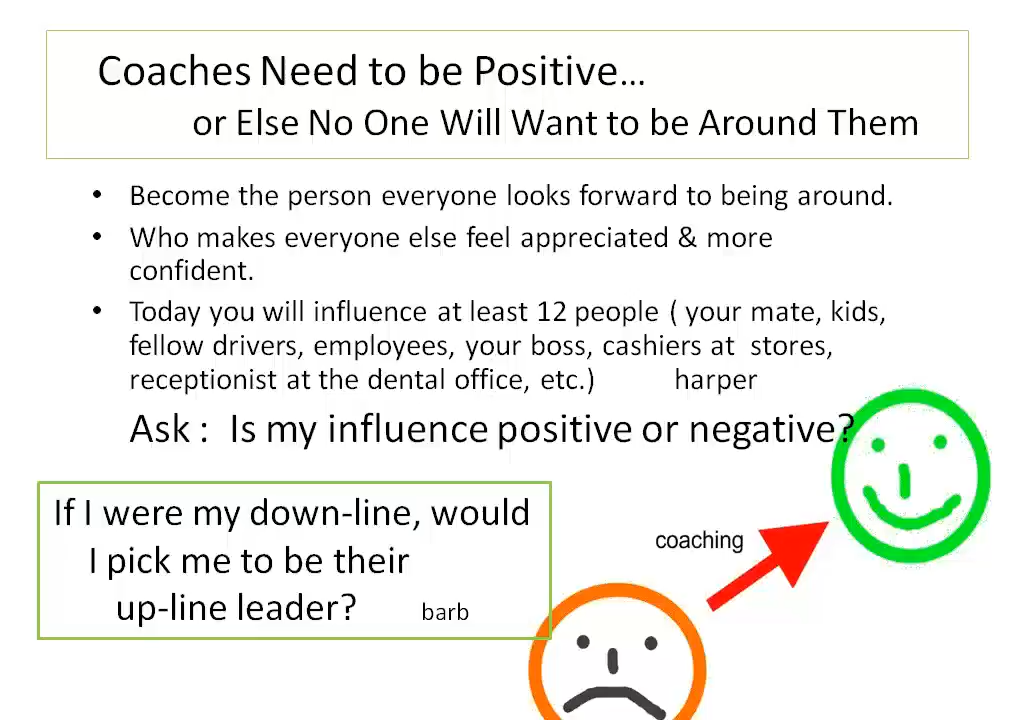 Coaches Need to be Positive…
or Else No One Will Want to be Around Them
• Become the person everyone looks forward to being around.
• Who makes everyone else feel appreciated & more
confident.
• Today you will influence at least 12 people ( your mate, kids,
fellow drivers, employees, your boss, cashiers at  stores,
receptionist at the dental office, etc.) harper
Ask :  Is my influence positive or negative?
If I were my down-line, would
I pick me to be their
up-line leader? barb
coaching